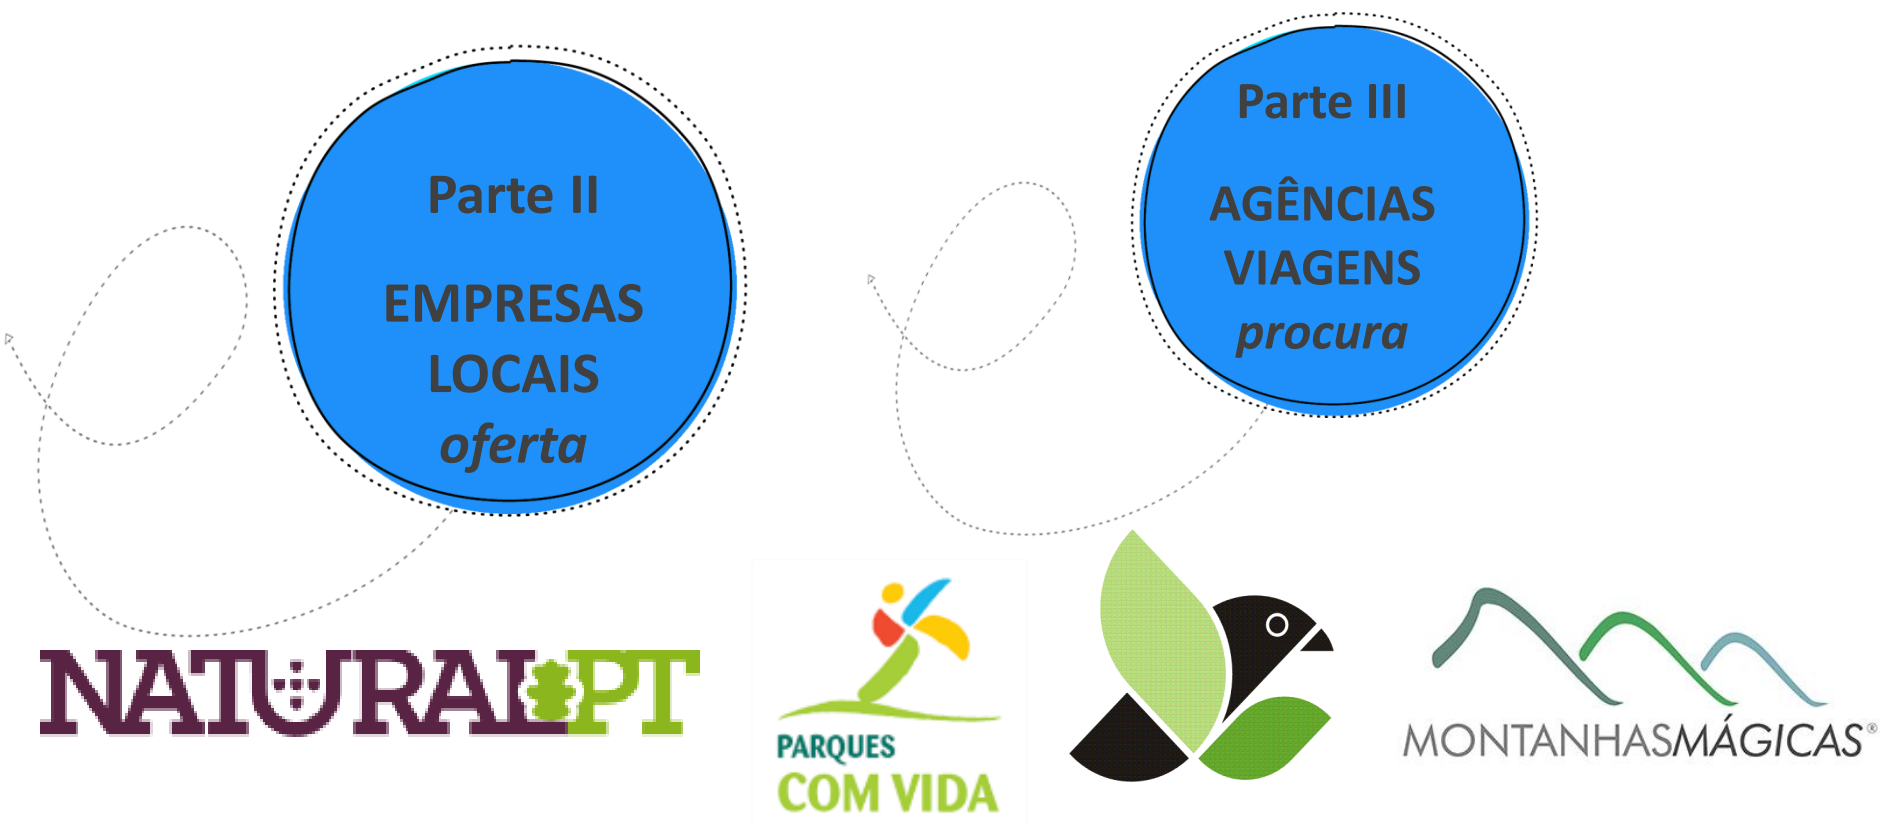 Parte II
EMPRESAS
LOCAIS
oferta
Parte III
AGÊNCIAS
VIAGENS
procura
NATURAL.PT
PARQUES
COM VIDA
MONTANHASMÁGICAS®